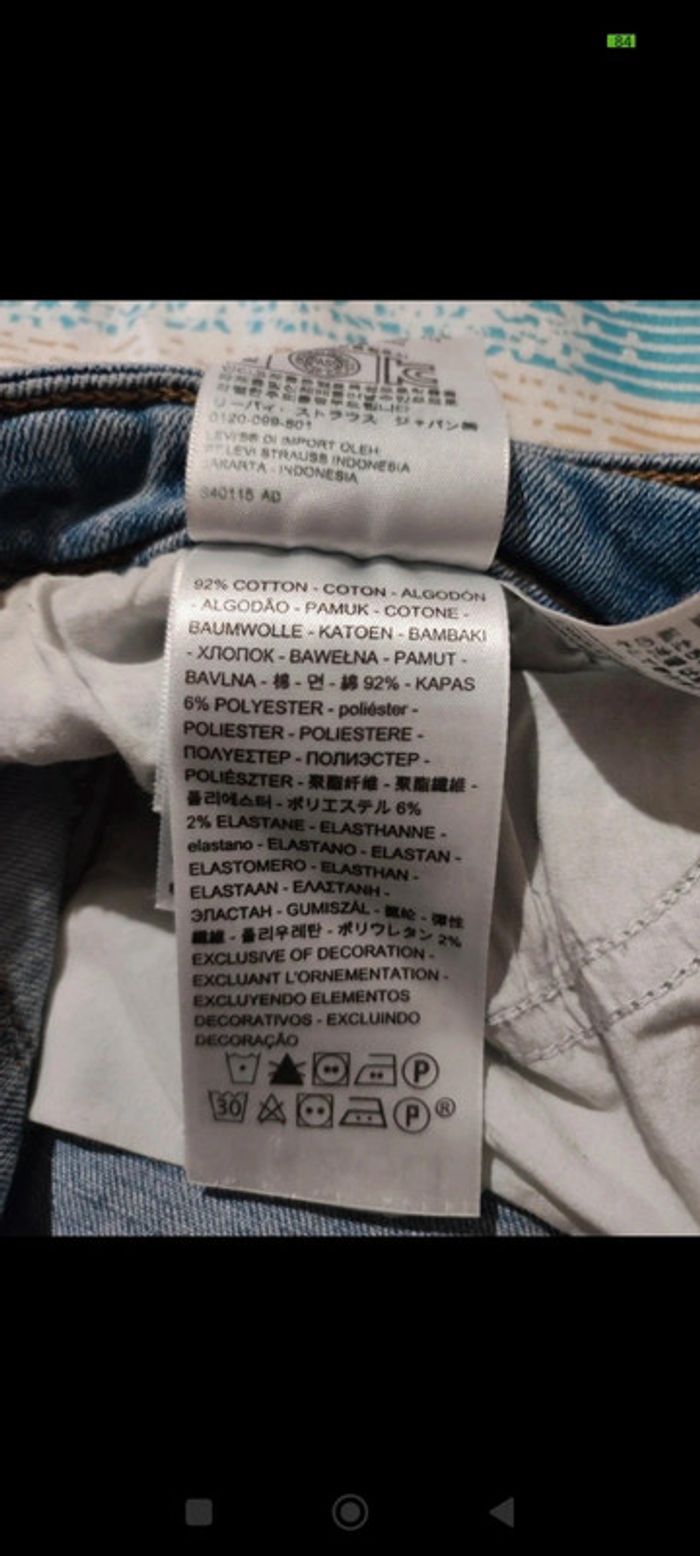 84
リーバイ・ストラウス ジャパン㈱
0120-099-501
LEVI'S® DI IMPORT OLEH:
PT LEVI STRAUSS INDONESIA
JAKARTA - INDONESIA
S40115 AD
92% COTTON - COTON - ALGODÓN
- ALGODÃO - PAMUK - COTONE -
BAUMWOLLE - KATOEN - BAMBAKI
- ХЛОПОК - BAWEŁNA - PAMUT -
BAVLNA - 棉 - 면 - 綿 92% - KAPAS
6% POLYESTER - poliéster -
POLIESTER - POLIESTERE -
ΠΟΛΥΕΣΤΕΡ - ПОЛИЭСТЕР -
POLIÉSZTER - 聚酯纤维 - 聚酯纖維 -
폴리에스터 - ポリエステル 6%
2% ELASTANE - ELASTHANNE -
elastano - ELASTANO - ELASTAN -
ELASTOMERO - ELASTHAN -
ELASTAAN - ΕΛΑΣΤΑΝΗ -
ЭЛАСТАН - GUMISZÁL - 氨纶 - 彈性
纖維 - 폴리우레탄 - ポリウレタン 2%
EXCLUSIVE OF DECORATION -
EXCLUANT L'ORNEMENTATION -
EXCLUYENDO ELEMENTOS
DECORATIVOS - EXCLUINDO
DECORAÇÃO
P
30 P ®